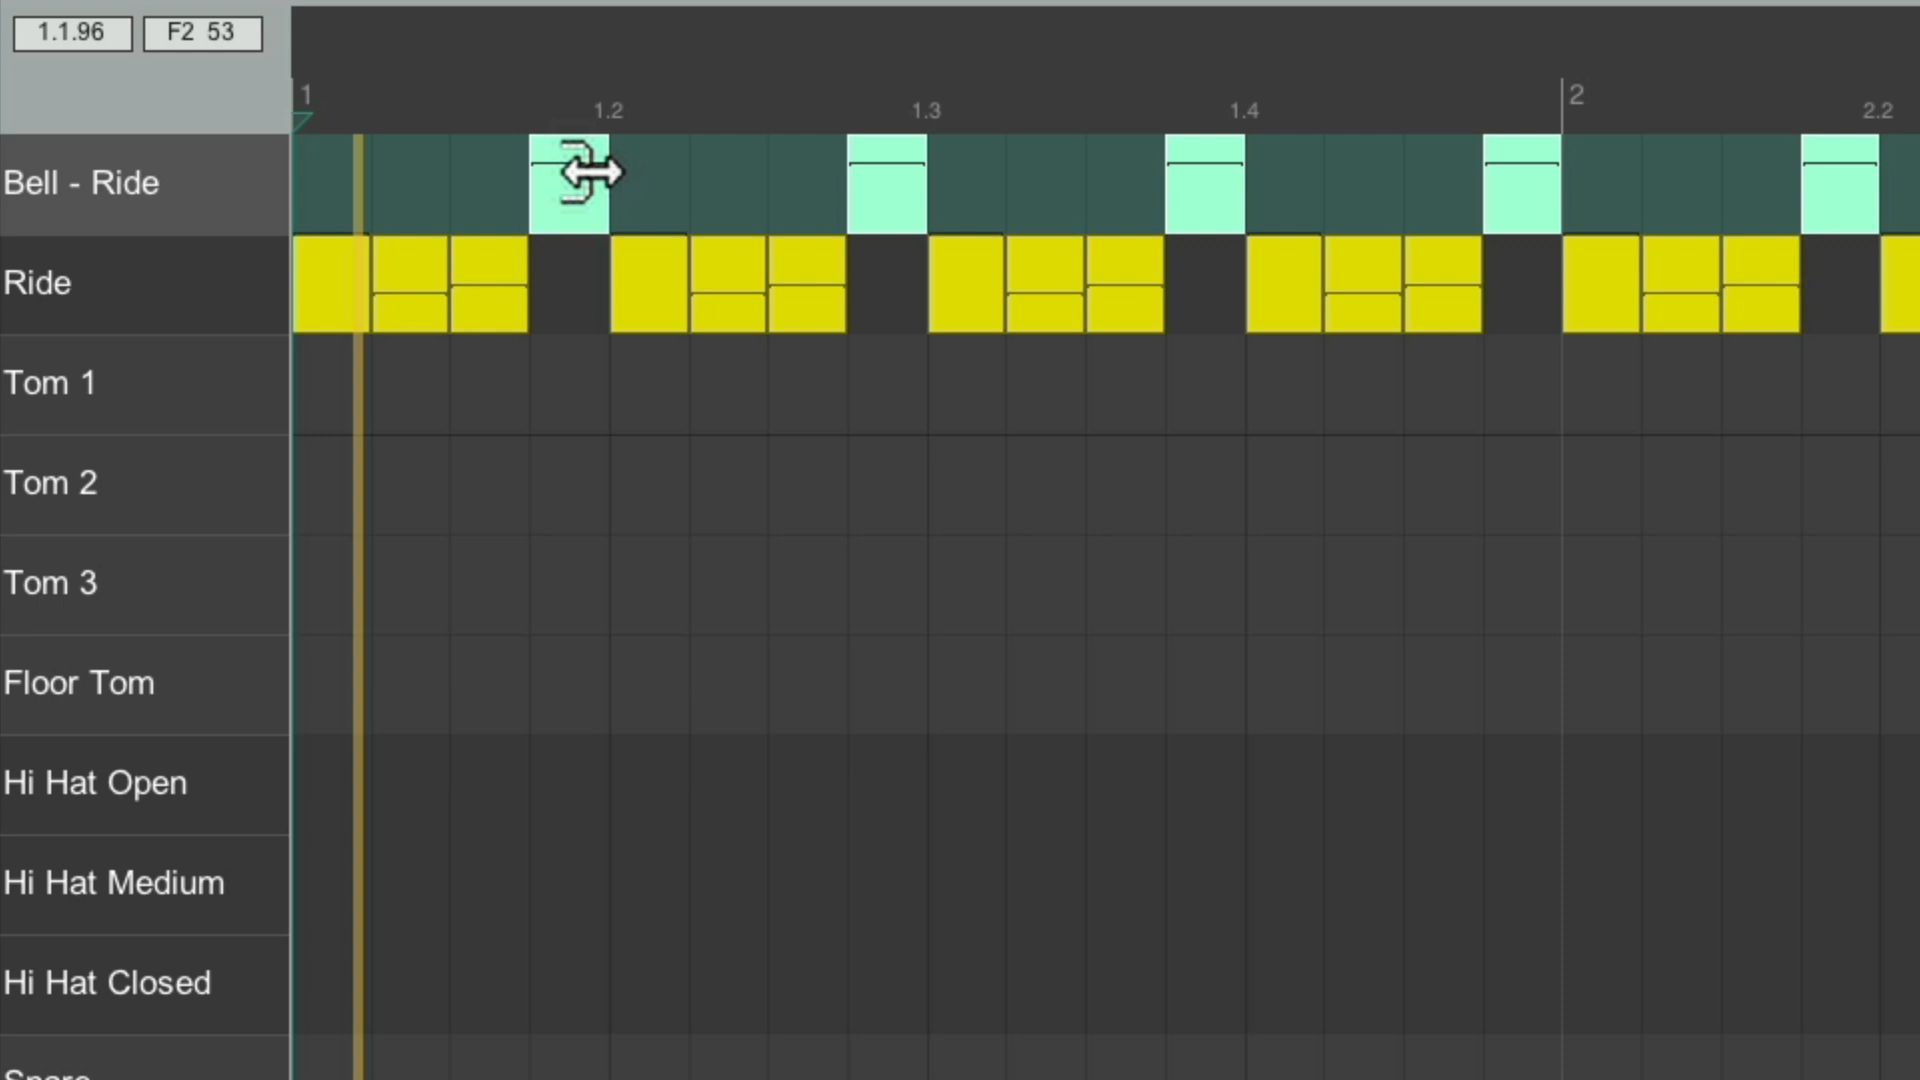 1.1.96 F2 53
1 1.2 1.3 1.4 2 2.2
Bell - Ride
Ride
Tom 1
Tom 2
Tom 3
Floor Tom
Hi Hat Open
Hi Hat Medium
Hi Hat Closed